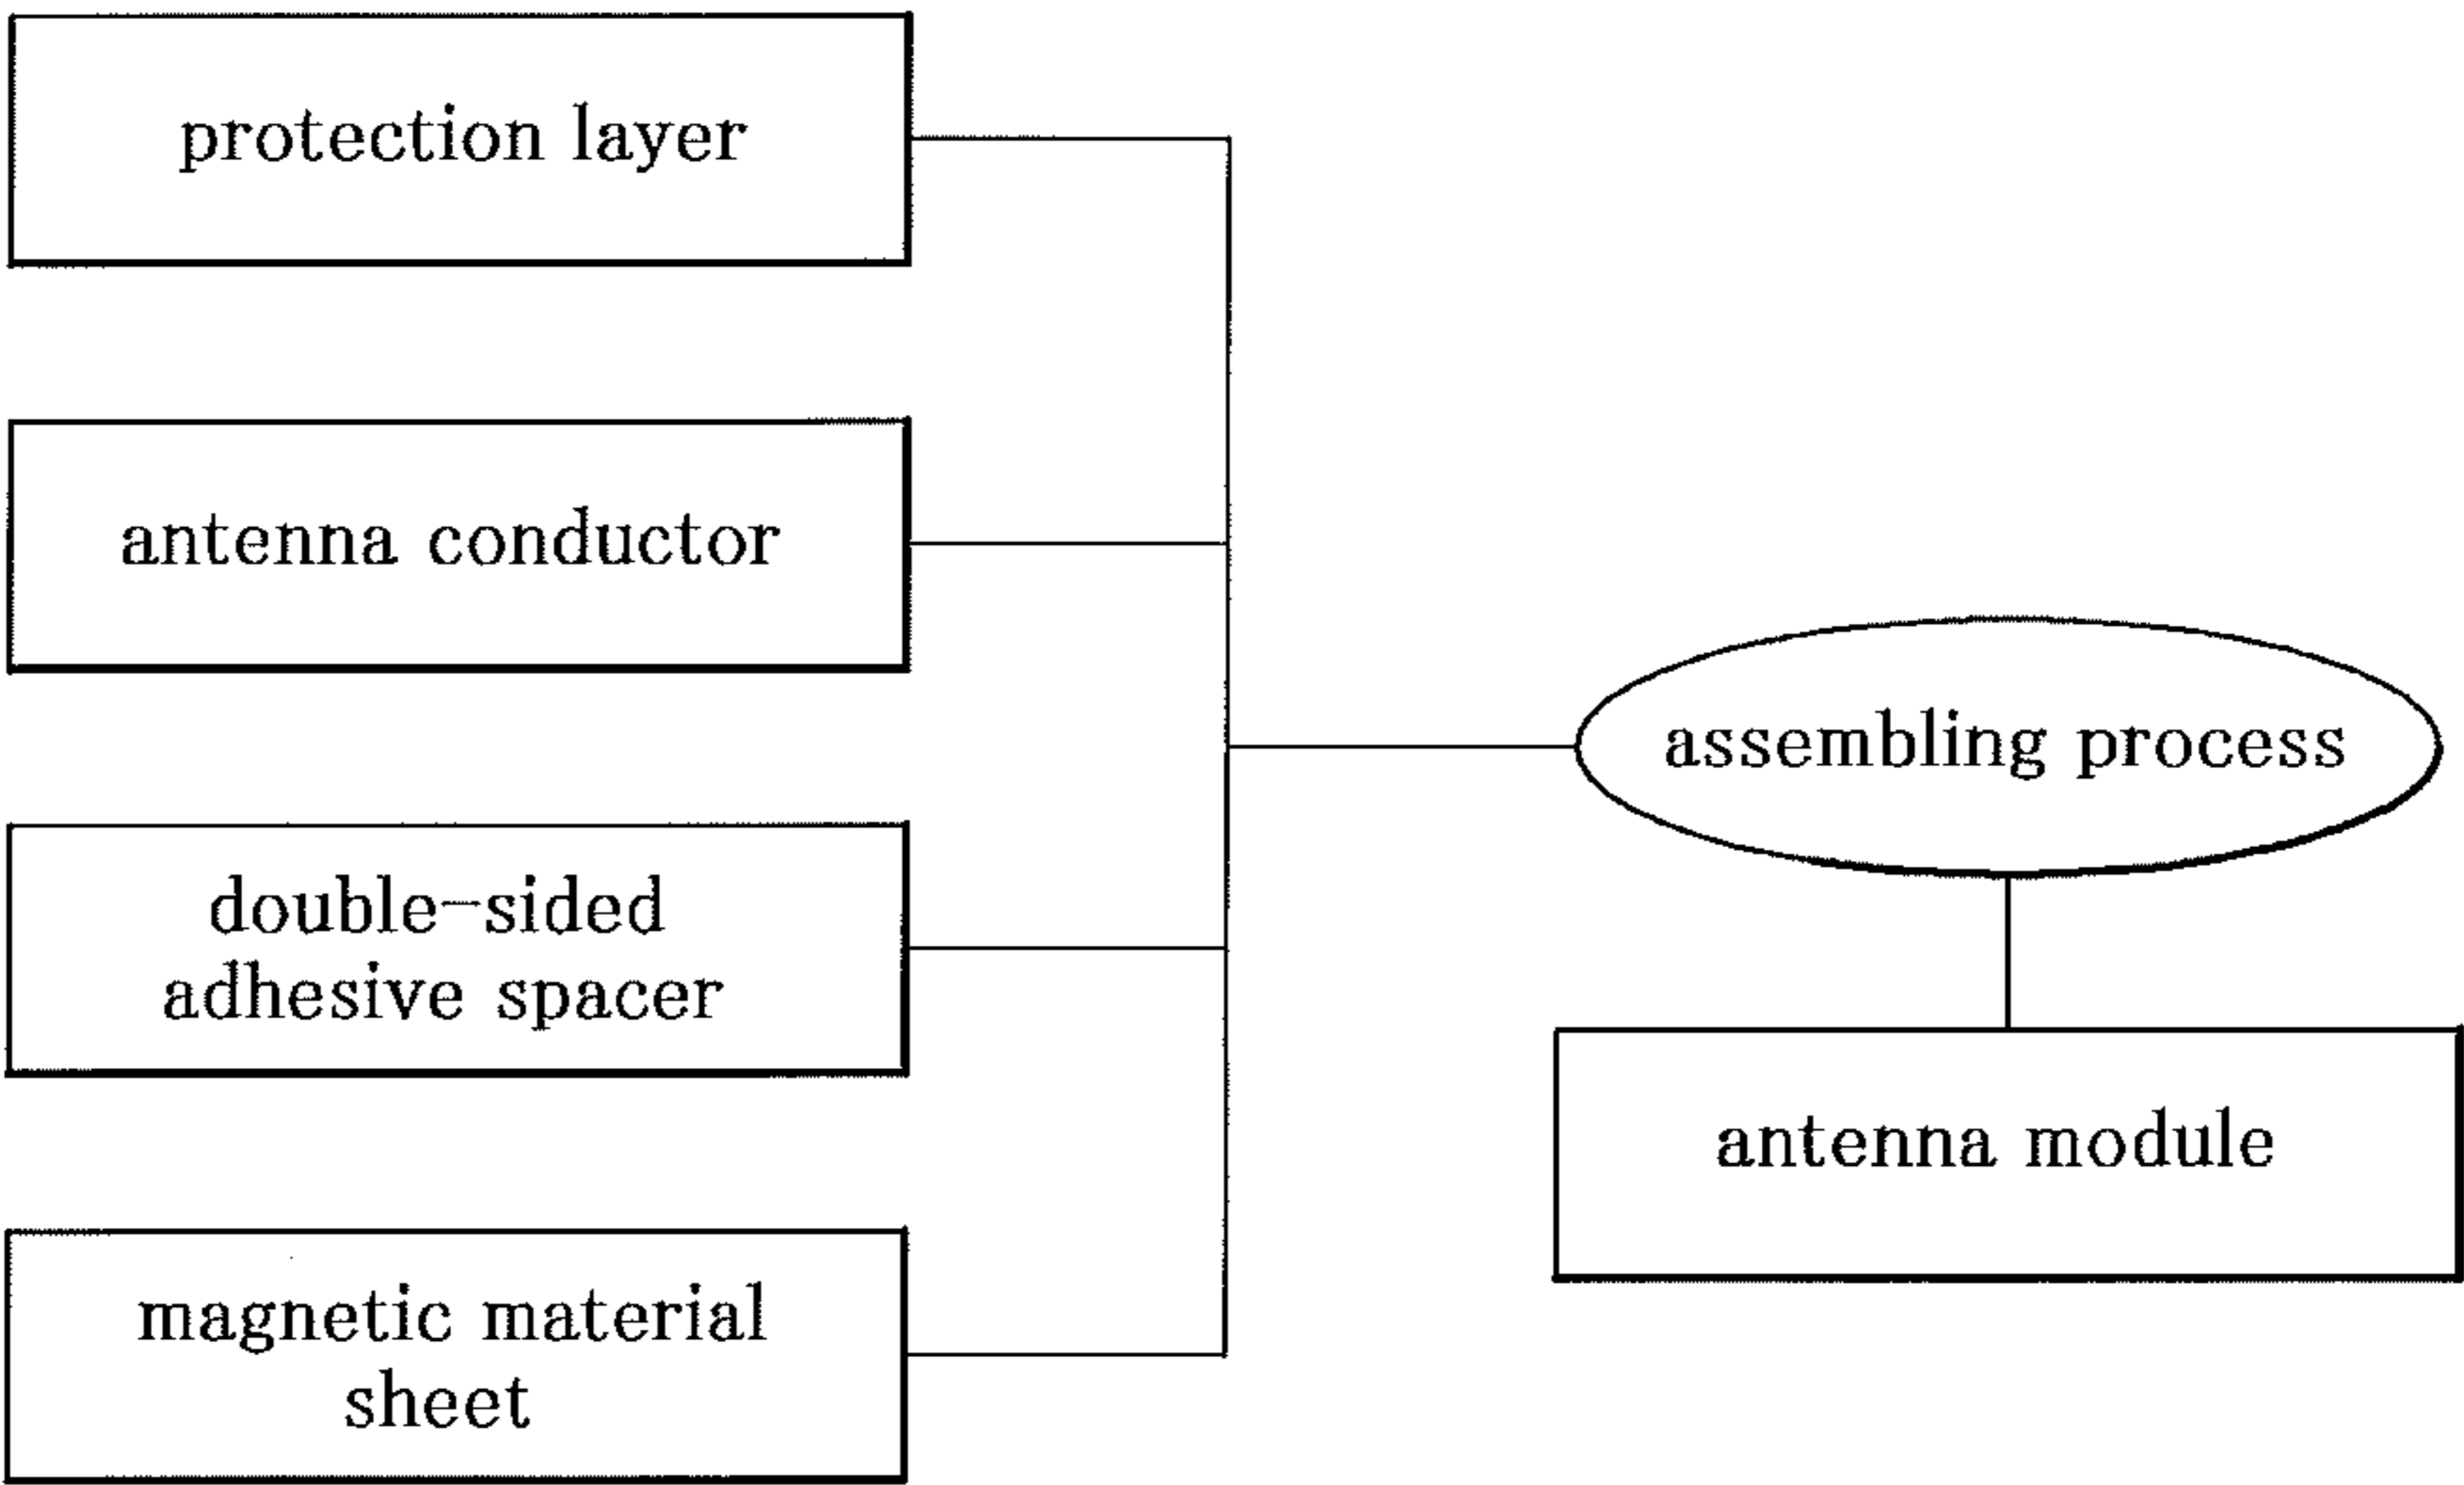 protection layer
antenna conductor
double-sided
adhesive spacer
magnetic material
sheet
assembling process
antenna module